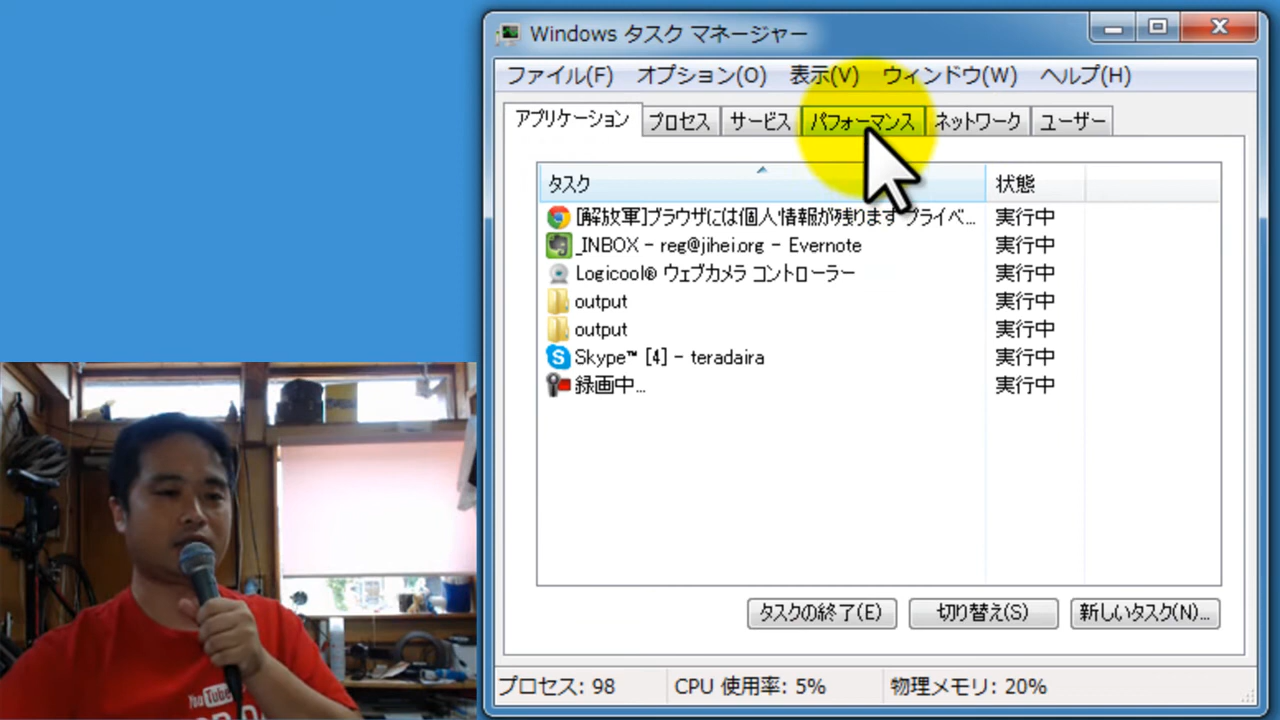 Windows タスク マネージャー
ファイル(F) オプション(O) 表示(V) ウィンドウ(W) ヘルプ(H)
アプリケーション プロセス サービス パフォーマンス ネットワーク ユーザー
タスク 状態
[解放軍]ブラウザには個人情報が残ります プライベ... 実行中
_INBOX - reg@jihei.org - Evernote 実行中
Logicool® ウェブカメラ コントローラー 実行中
output 実行中
output 実行中
Skype™ [4] - teradaira 実行中
録画中... 実行中
タスクの終了(E) 切り替え(S) 新しいタスク(N)...
プロセス: 98 CPU 使用率: 5% 物理メモリ: 20%
YouTube